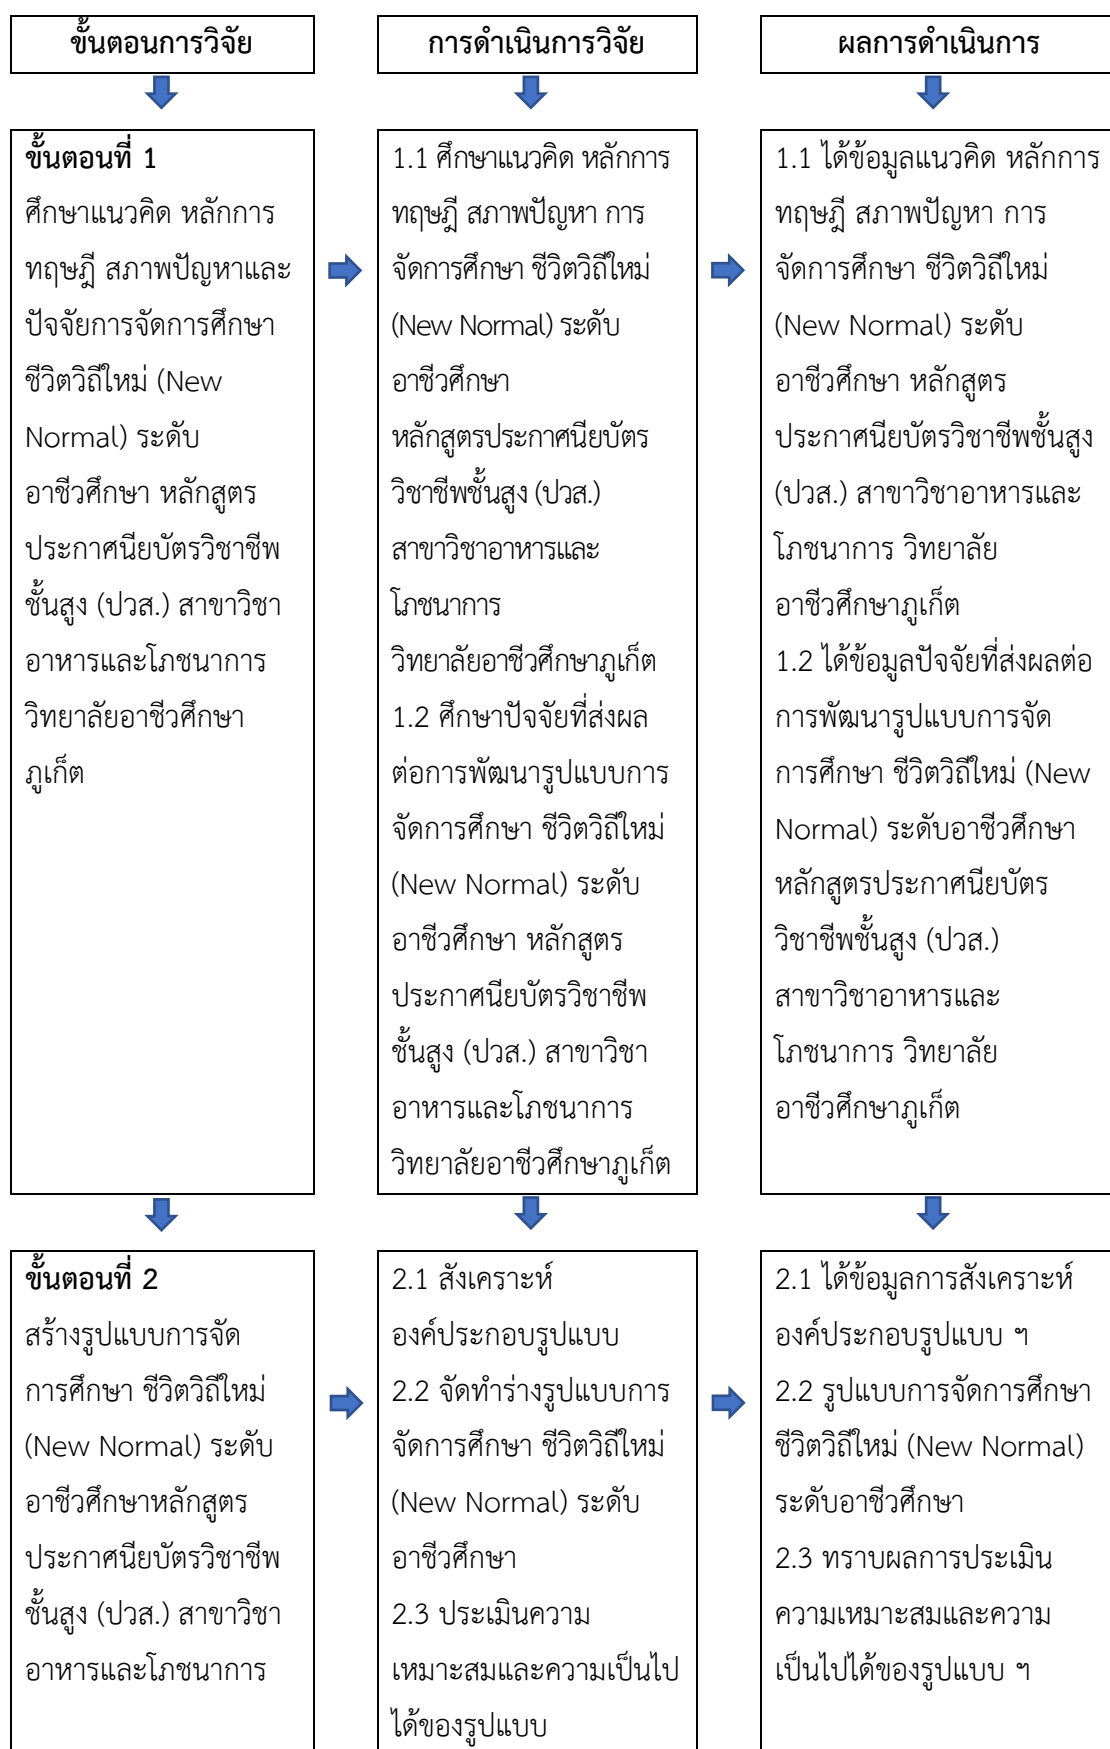 ขั้นตอนการวิจัย
การดำเนินการวิจัย
ผลการดำเนินการ
ขั้นตอนที่ 1
ศึกษาแนวคิด หลักการ
ทฤษฎี สภาพปัญหาและ
ปัจจัยการจัดการศึกษา
ชีวิตวิถีใหม่ (New
Normal) ระดับ
อาชีวศึกษา หลักสูตร
ประกาศนียบัตรวิชาชีพ
ชั้นสูง (ปวส.) สาขาวิชา
อาหารและโภชนาการ
วิทยาลัยอาชีวศึกษา
ภูเก็ต
1.1 ศึกษาแนวคิด หลักการ
ทฤษฎี สภาพปัญหา การ
จัดการศึกษา ชีวิตวิถีใหม่
(New Normal) ระดับ
อาชีวศึกษา
หลักสูตรประกาศนียบัตร
วิชาชีพชั้นสูง (ปวส.)
สาขาวิชาอาหารและ
โภชนาการ
วิทยาลัยอาชีวศึกษาภูเก็ต
1.2 ศึกษาปัจจัยที่ส่งผล
ต่อการพัฒนารูปแบบการ
จัดการศึกษา ชีวิตวิถีใหม่
(New Normal) ระดับ
อาชีวศึกษา หลักสูตร
ประกาศนียบัตรวิชาชีพ
ชั้นสูง (ปวส.) สาขาวิชา
อาหารและโภชนาการ
วิทยาลัยอาชีวศึกษาภูเก็ต
1.1 ได้ข้อมูลแนวคิด หลักการ
ทฤษฎี สภาพปัญหา การ
จัดการศึกษา ชีวิตวิถีใหม่
(New Normal) ระดับ
อาชีวศึกษา หลักสูตร
ประกาศนียบัตรวิชาชีพชั้นสูง
(ปวส.) สาขาวิชาอาหารและ
โภชนาการ วิทยาลัย
อาชีวศึกษาภูเก็ต
1.2 ได้ข้อมูลปัจจัยที่ส่งผลต่อ
การพัฒนารูปแบบการจัด
การศึกษา ชีวิตวิถีใหม่ (New
Normal) ระดับอาชีวศึกษา
หลักสูตรประกาศนียบัตร
วิชาชีพชั้นสูง (ปวส.)
สาขาวิชาอาหารและ
โภชนาการ วิทยาลัย
อาชีวศึกษาภูเก็ต
ขั้นตอนที่ 2
สร้างรูปแบบการจัด
การศึกษา ชีวิตวิถีใหม่
(New Normal) ระดับ
อาชีวศึกษาหลักสูตร
ประกาศนียบัตรวิชาชีพ
ชั้นสูง (ปวส.) สาขาวิชา
อาหารและโภชนาการ
2.1 สังเคราะห์
องค์ประกอบรูปแบบ
2.2 จัดทำร่างรูปแบบการ
จัดการศึกษา ชีวิตวิถีใหม่
(New Normal) ระดับ
อาชีวศึกษา
2.3 ประเมินความ
เหมาะสมและความเป็นไป
ได้ของรูปแบบ
2.1 ได้ข้อมูลการสังเคราะห์
องค์ประกอบรูปแบบ ฯ
2.2 รูปแบบการจัดการศึกษา
ชีวิตวิถีใหม่ (New Normal)
ระดับอาชีวศึกษา
2.3 ทราบผลการประเมิน
ความเหมาะสมและความ
เป็นไปได้ของรูปแบบ ฯ